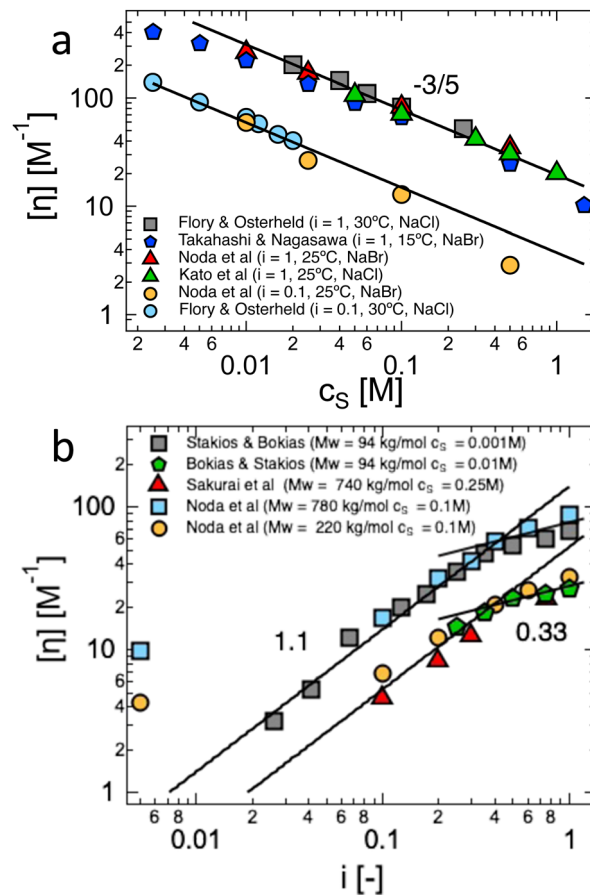 a
[η] [M⁻¹]
4
2
100
6
4
2
10
6
4
2
1
-3/5
Flory & Osterheld (i = 1, 30ºC, NaCl)
Takahashi & Nagasawa (i = 1, 15ºC, NaBr)
Noda et al (i = 1, 25ºC, NaBr)
Kato et al (i = 1, 25ºC, NaCl)
Noda et al (i = 0.1, 25ºC, NaBr)
Flory & Osterheld (i = 0.1, 30ºC, NaCl)
2 4 6 0.01 2 4 6 0.1 2 4 6 1
cS [M]
b
[η] [M⁻¹]
2
100
6
4
2
10
6
4
2
1
Stakios & Bokias (Mw = 94 kg/mol cS = 0.001M)
Bokias & Stakios (Mw = 94 kg/mol cS = 0.01M)
Sakurai et al (Mw = 740 kg/mol cS = 0.25M)
Noda et al (Mw = 780 kg/mol cS = 0.1M)
Noda et al (Mw = 220 kg/mol cS = 0.1M)
1.1
0.33
6 8 0.01 2 4 6 8 0.1 2 4 6 8 1
i [-]